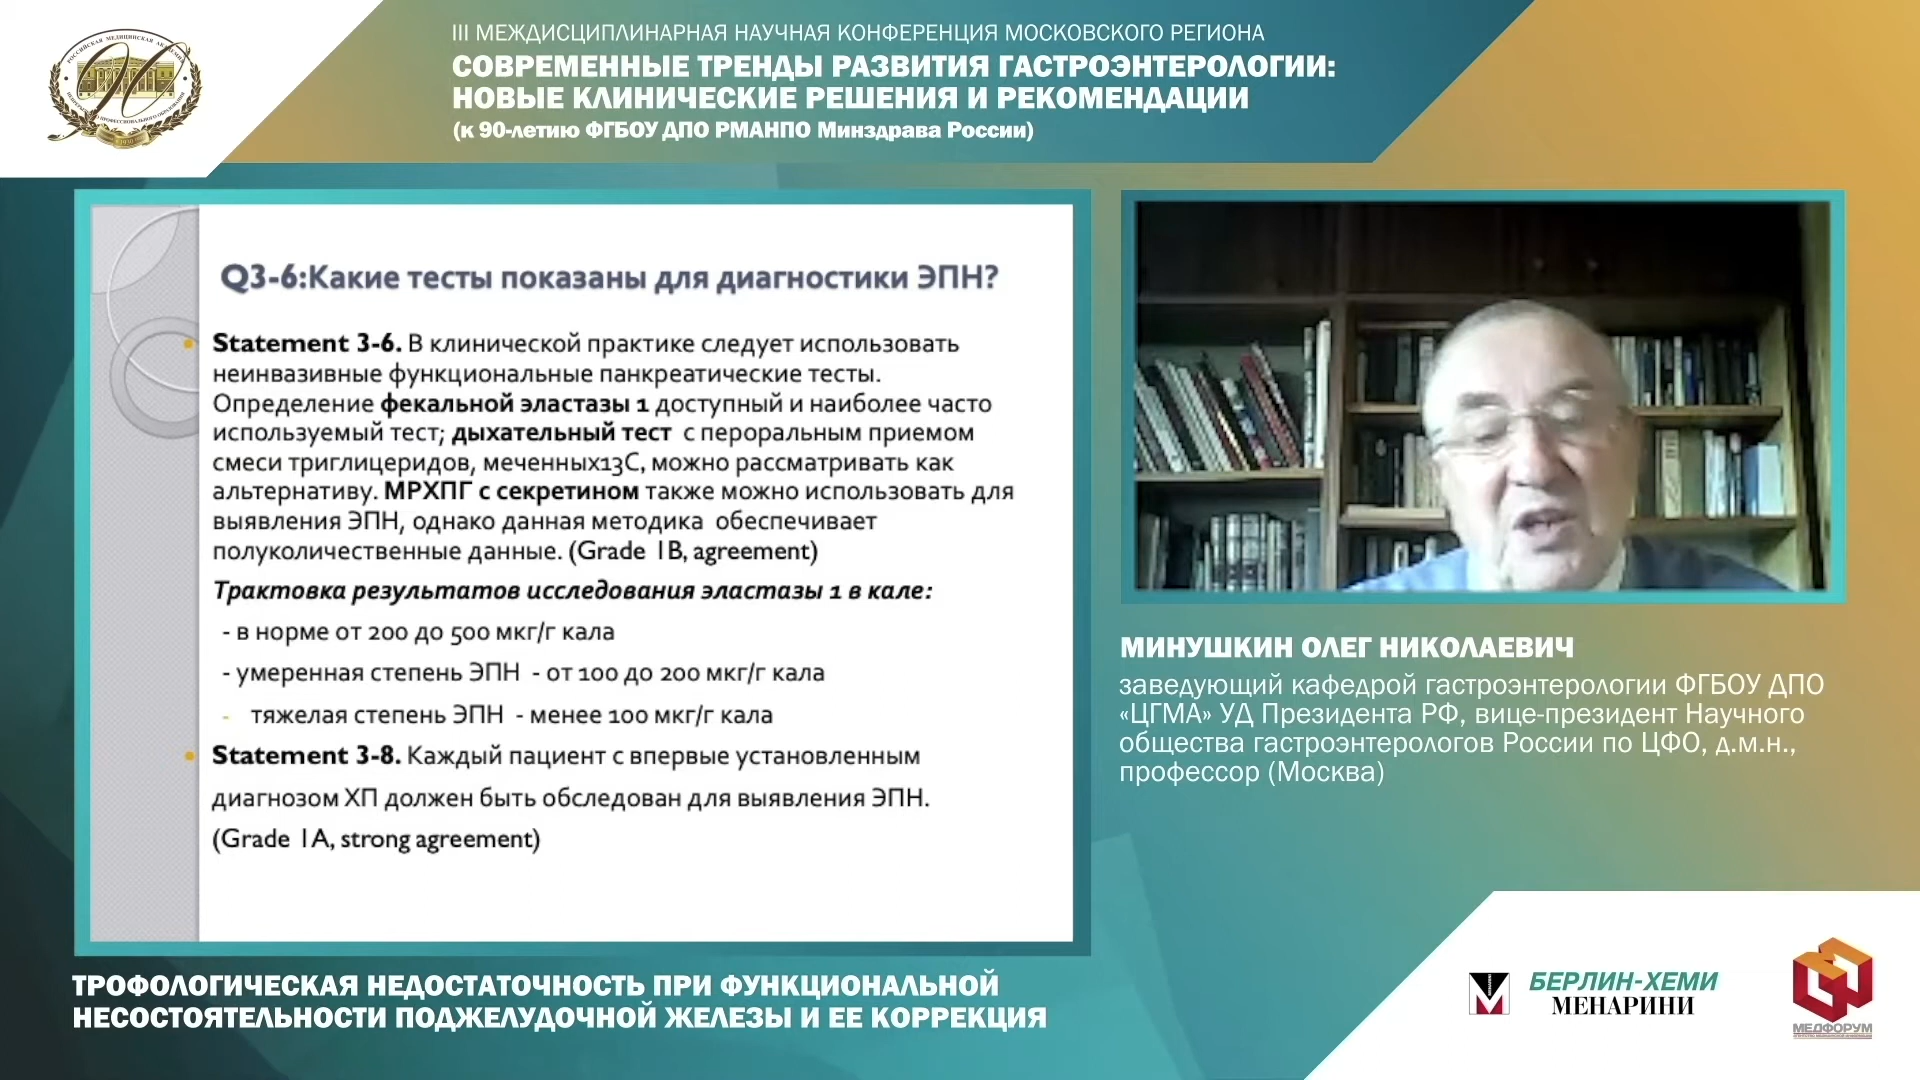 III МЕЖДИСЦИПЛИНАРНАЯ НАУЧНАЯ КОНФЕРЕНЦИЯ МОСКОВСКОГО РЕГИОНА
СОВРЕМЕННЫЕ ТРЕНДЫ РАЗВИТИЯ ГАСТРОЭНТЕРОЛОГИИ:
НОВЫЕ КЛИНИЧЕСКИЕ РЕШЕНИЯ И РЕКОМЕНДАЦИИ
(к 90-летию ФГБОУ ДПО РМАНПО Минздрава России)
Q3-6:Какие тесты показаны для диагностики ЭПН?
Statement 3-6. В клинической практике следует использовать
неинвазивные функциональные панкреатические тесты.
Определение фекальной эластазы 1 доступный и наиболее часто
используемый тест; дыхательный тест с пероральным приемом
смеси триглицеридов, меченныхх13С, можно рассматривать как
альтернативу. МРХПГ с секретином также можно использовать для
выявления ЭПН, однако данная методика обеспечивает
полуколичественные данные. (Grade 1B, agreement)
Трактовка результатов исследования эластазы 1 в кале:
- в норме от 200 до 500 мкг/г кала
- умеренная степень ЭПН - от 100 до 200 мкг/г кала
- тяжелая степень ЭПН - менее 100 мкг/г кала
Statement 3-8. Каждый пациент с впервые установленным
диагнозом ХП должен быть обследован для выявления ЭПН.
(Grade 1A, strong agreement)
МИНУШКИН ОЛЕГ НИКОЛАЕВИЧ
заведующий кафедрой гастроэнтерологии ФГБОУ ДПО
«ЦГМА» УД Президента РФ, вице-президент Научного
общества гастроэнтерологов России по ЦФО, д.м.н.,
профессор (Москва)
ТРОФОЛОГИЧЕСКАЯ НЕДОСТАТОЧНОСТЬ ПРИ ФУНКЦИОНАЛЬНОЙ
НЕСОСТОЯТЕЛЬНОСТИ ПОДЖЕЛУДОЧНОЙ ЖЕЛЕЗЫ И ЕЕ КОРРЕКЦИЯ
БЕРЛИН-ХЕМИ
МЕНАРИНИ
МЕДФОРУМ